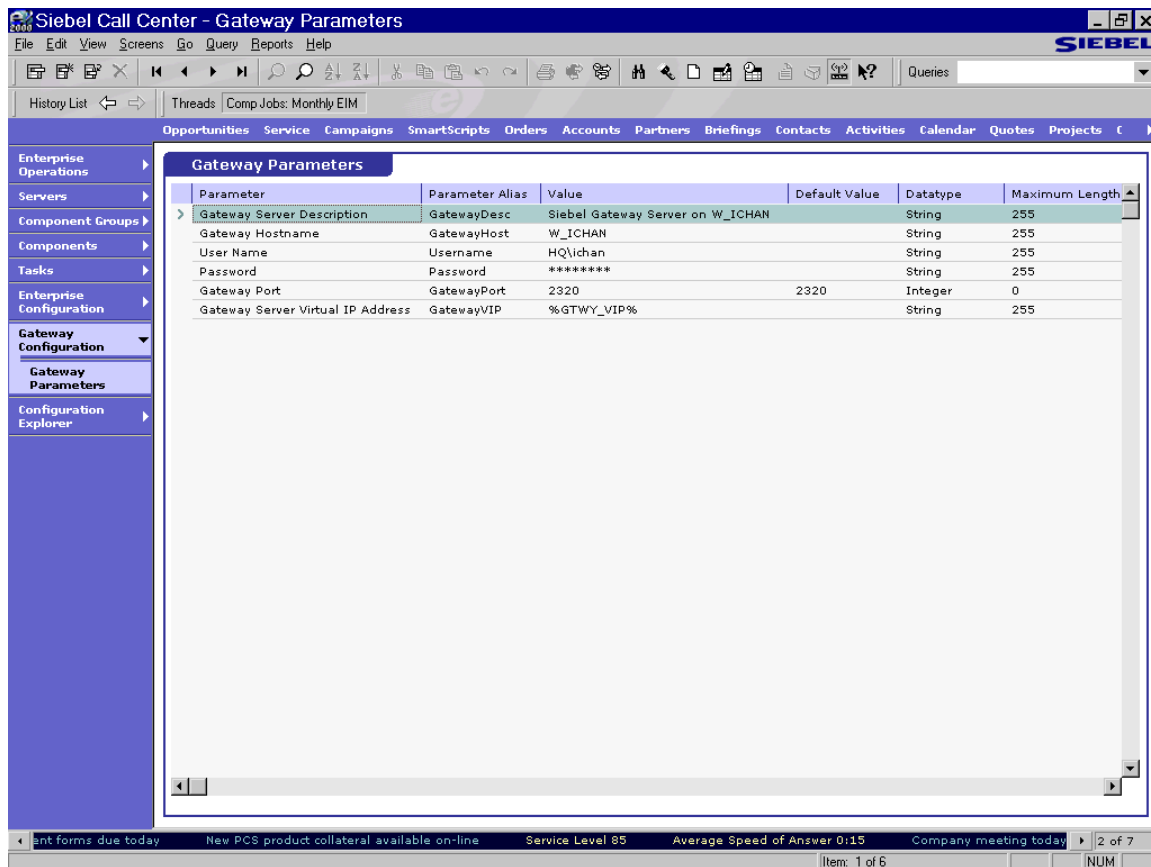 2000 Siebel Call Center - Gateway Parameters
File Edit View Screens Go Query Reports Help
SIEBEL
Queries
History List Threads Comp Jobs: Monthly EIM
Opportunities Service Campaigns SmartScripts Orders Accounts Partners Briefings Contacts Activities Calendar Quotes Projects
Enterprise
Operations
Servers
Component Groups
Components
Tasks
Enterprise
Configuration
Gateway
Configuration
Gateway
Parameters
Configuration
Explorer
Gateway Parameters
Parameter Parameter Alias Value Default Value Datatype Maximum Length
Gateway Server Description GatewayDesc Siebel Gateway Server on W_ICHAN String 255
Gateway Hostname GatewayHost W_ICHAN String 255
User Name Username HQ\ichan String 255
Password Password ******** String 255
Gateway Port GatewayPort 2320 2320 Integer 0
Gateway Server Virtual IP Address GatewayVIP %GTWY_VIP% String 255
ent forms due today New PCS product collateral available on-line Service Level 85 Average Speed of Answer 0:15 Company meeting today 2 of 7
Item: 1 of 6 NUM